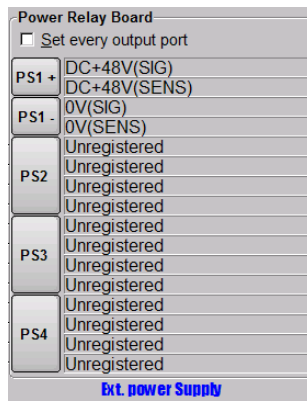 Power Relay Board
Set every output port
PS1 +
DC+48V(SIG)
DC+48V(SENS)
PS1 -
0V(SIG)
0V(SENS)
PS2
Unregistered
Unregistered
Unregistered
Unregistered
PS3
Unregistered
Unregistered
Unregistered
Unregistered
PS4
Unregistered
Unregistered
Unregistered
Unregistered
Ext. power Supply